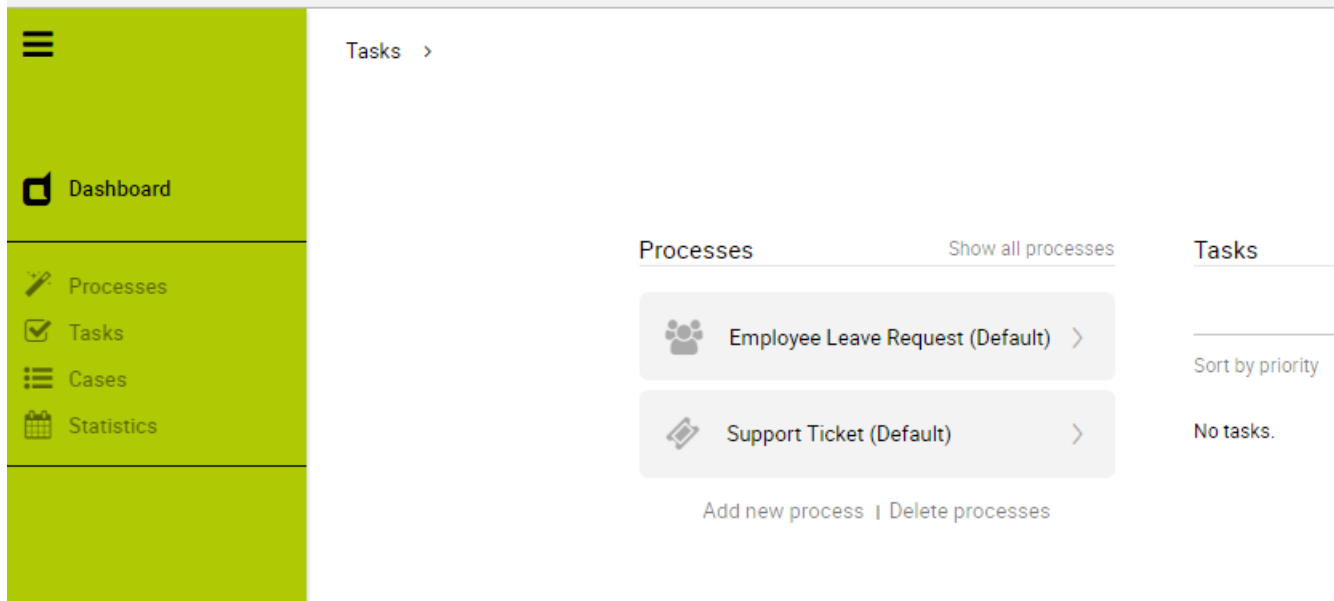 Tasks >
Dashboard
Processes
Tasks
Cases
Statistics
Processes Show all processes
Employee Leave Request (Default)
Support Ticket (Default)
Add new process | Delete processes
Tasks
Sort by priority
No tasks.